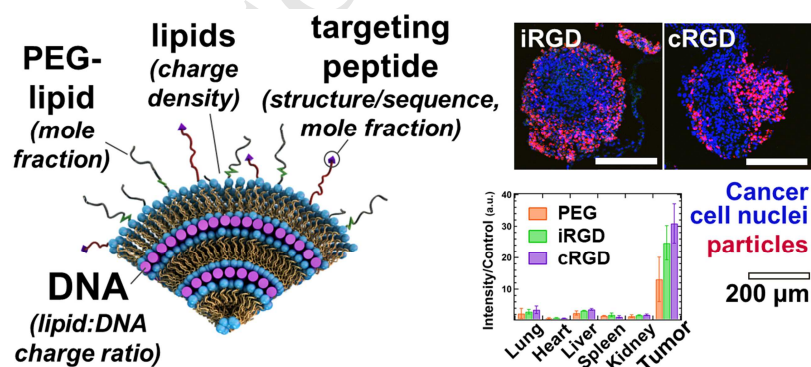 PEG-
lipid
(mole
fraction)
lipids
(charge
density)
targeting
peptide
(structure/sequence,
mole fraction)
DNA
(lipid:DNA
charge ratio)
iRGD
cRGD
Intensity/Control (a.u.)
40
30
20
10
PEG
iRGD
cRGD
Lung
Heart
Liver
Spleen
Kidney
Tumor
Cancer
cell nuclei
particles
200 µm